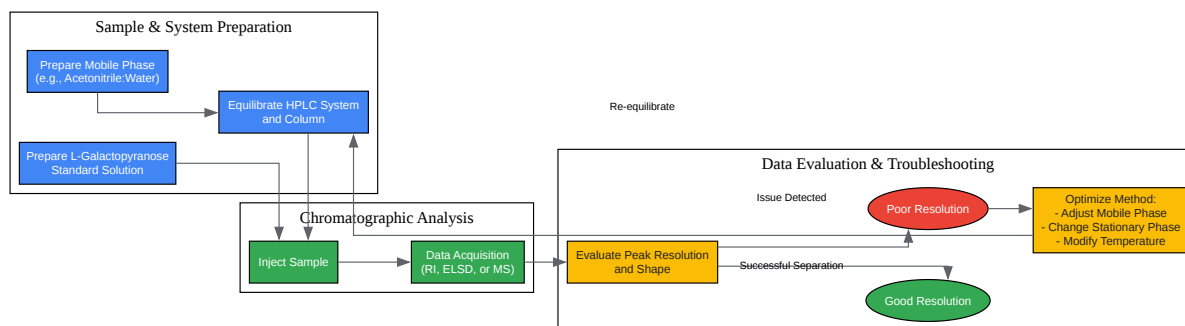 Sample & System Preparation
Prepare Mobile Phase
(e.g., Acetonitrile:Water)
Equilibrate HPLC System
and Column
Prepare L-Galactopyranose
Standard Solution
Re-equilibrate
Chromatographic Analysis
Inject Sample
Data Acquisition
(RI, ELSD, or MS)
Data Evaluation & Troubleshooting
Evaluate Peak Resolution
and Shape
Issue Detected
Poor Resolution
Optimize Method:
- Adjust Mobile Phase
- Change Stationary Phase
- Modify Temperature
Successful Separation
Good Resolution